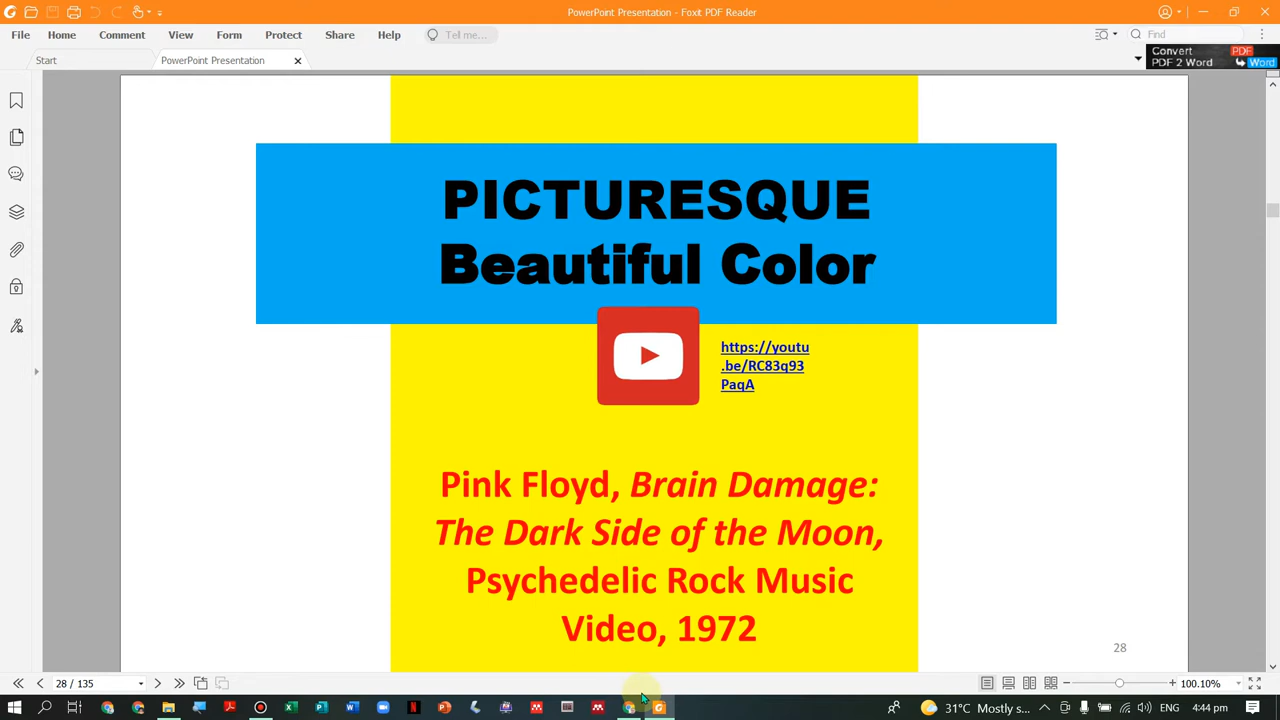 PowerPoint Presentation - Foxit PDF Reader
File Home Comment View Form Protect Share Help Tell me... Find
Start PowerPoint Presentation
Convert PDF
PDF 2 Word Word
PICTURESQUE
Beautiful Color
https://youtu
.be/RC83q93
PaqA
Pink Floyd, Brain Damage:
The Dark Side of the Moon,
Psychedelic Rock Music
Video, 1972
28
28 / 135 100.10%
31°C Mostly s... ENG 4:44 pm